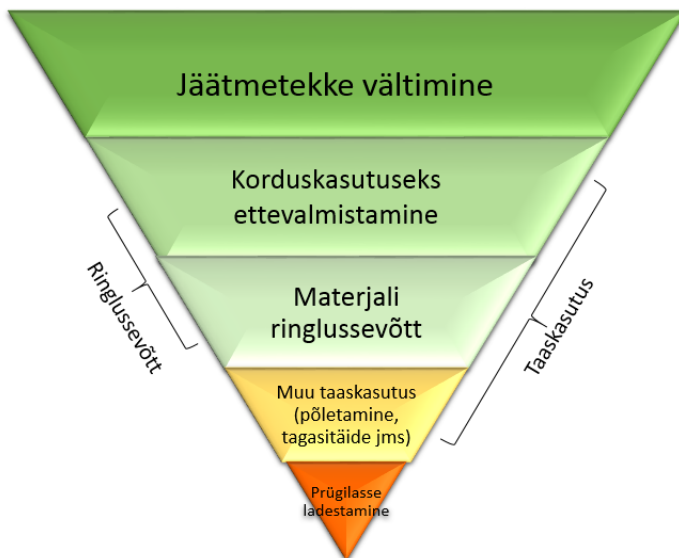 Jäätmetekke vältimine
Korduskasutuseks
ettevalmistamine
Ringlussevõtt
Materjali
ringlussevõtt
Taaskasutus
Muu taaskasutus
(põletamine,
tagasitäide jms)
Prügilasse
ladestamine